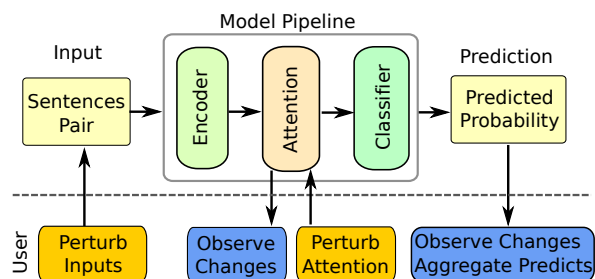 Model Pipeline
Input
Prediction
Sentences
Pair
Encoder
Attention
Classifier
Predicted
Probability
User
Perturb
Inputs
Observe
Changes
Perturb
Attention
Observe Changes
Aggregate Predicts